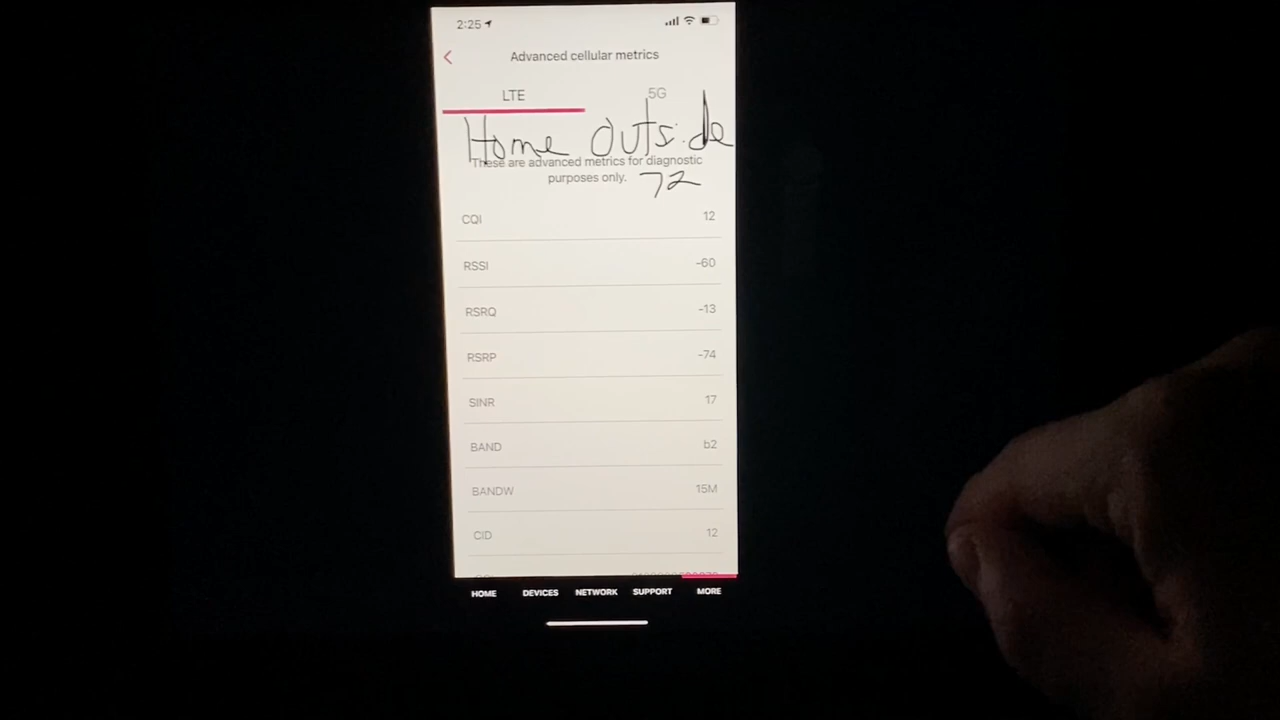 2:25
Advanced cellular metrics
LTE 5G
Home Outside
These are advanced metrics for diagnostic
purposes only. 72
CQI 12
RSSI -60
RSRQ -13
RSRP -74
SINR 17
BAND b2
BANDW 15M
CID 12
HOME DEVICES NETWORK SUPPORT MORE